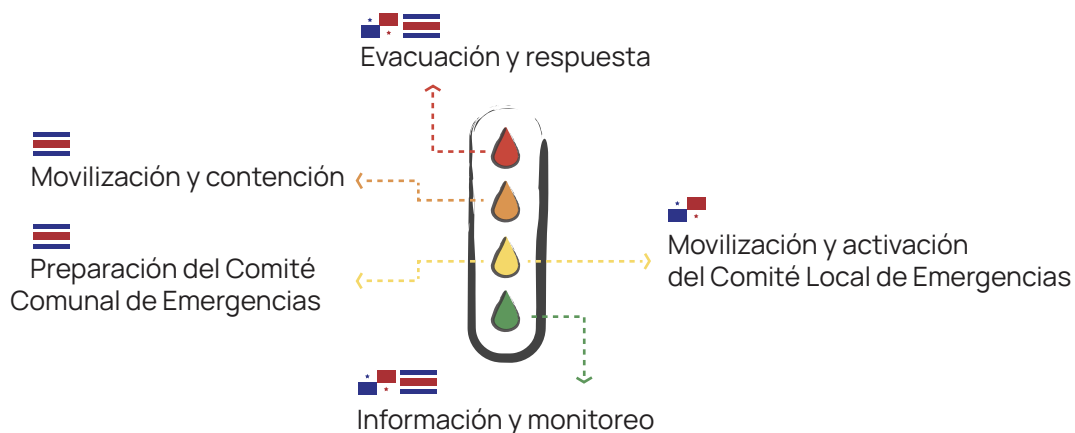 Evacuación y respuesta
Movilización y contención
Preparación del Comité
Comunal de Emergencias
Movilización y activación
del Comité Local de Emergencias
Información y monitoreo